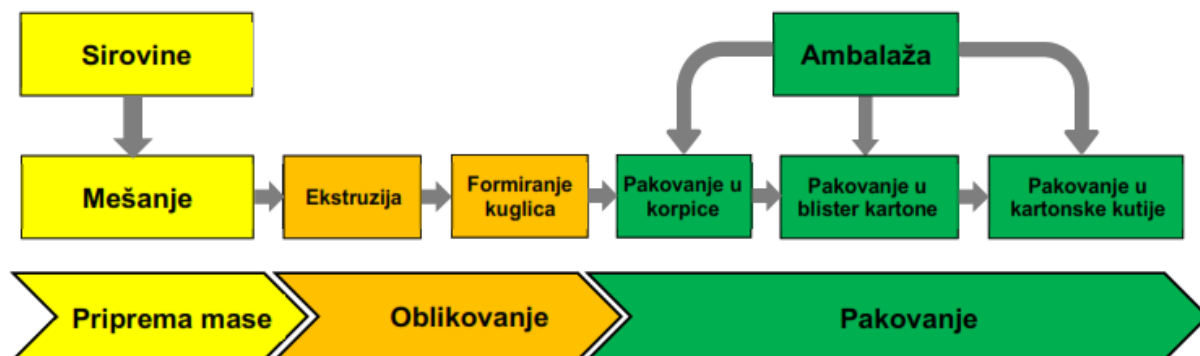 Sirovine
Ambalaža
Mešanje
Ekstruzija
Formiranje
kuglica
Pakovanje u
korpice
Pakovanje u
blister kartone
Pakovanje u
kartonske kutije
Priprema mase
Oblikovanje
Pakovanje